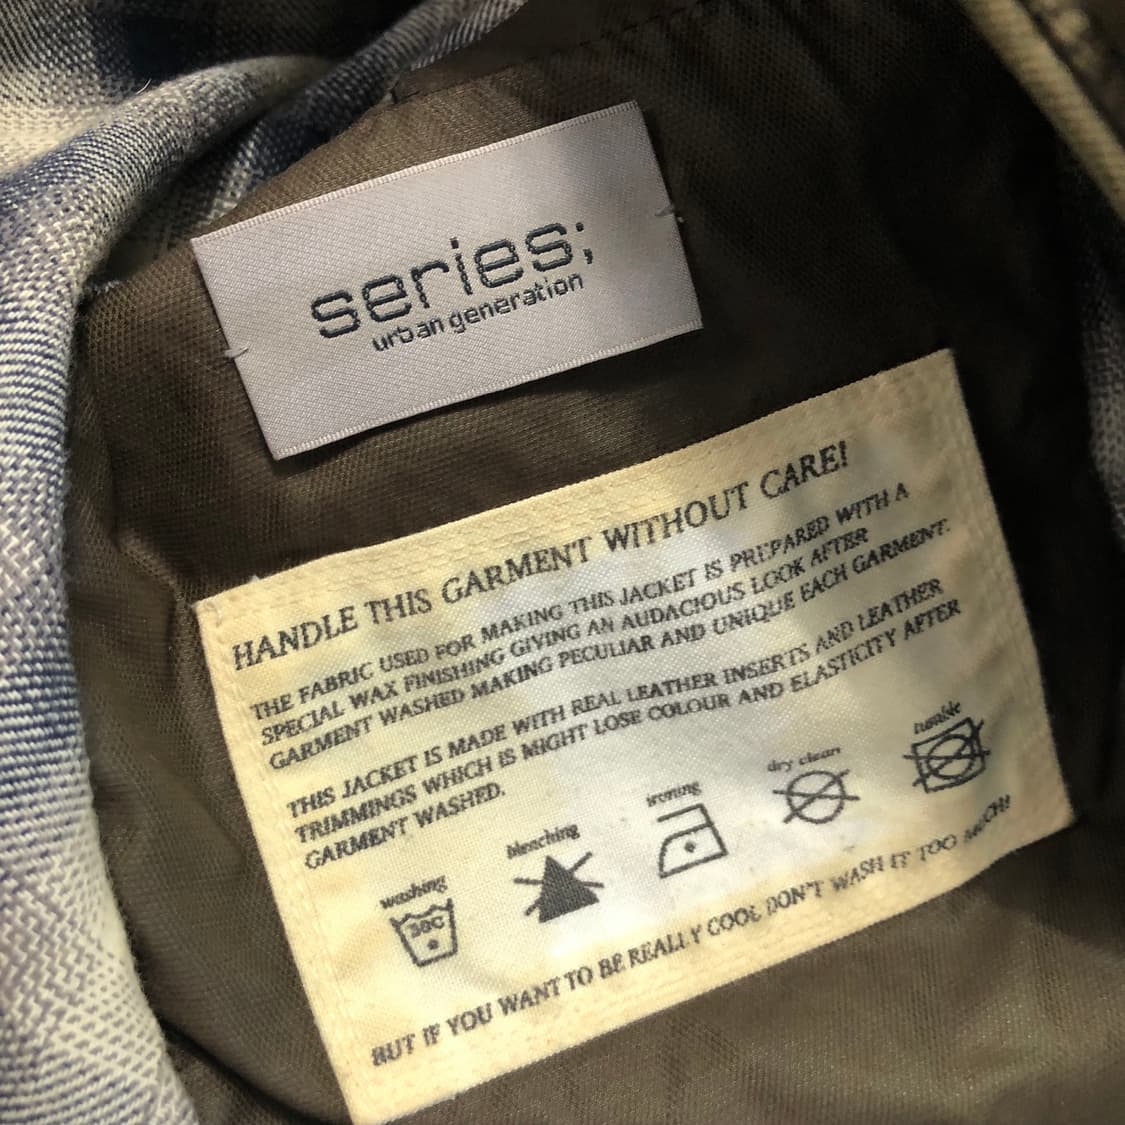 series;
urban generation
HANDLE THIS GARMENT WITHOUT CARE!
THE FABRIC USED FOR MAKING THIS JACKET IS PREPARED WITH A
SPECIAL WAX FINISHING GIVING AN AUDACIOUS LOOK AFTER
GARMENT WASHED MAKING PECULIAR AND UNIQUE EACH GARMENT.
THIS JACKET IS MADE WITH REAL LEATHER INSERTS AND LEATHER
TRIMMINGS WHICH IS MIGHT LOSE COLOUR AND ELASTICITY AFTER
GARMENT WASHED.
washing bleaching ironing dry clean
30C
BUT IF YOU WANT TO BE REALLY COOL DON'T WASH IT TOO MUCH!